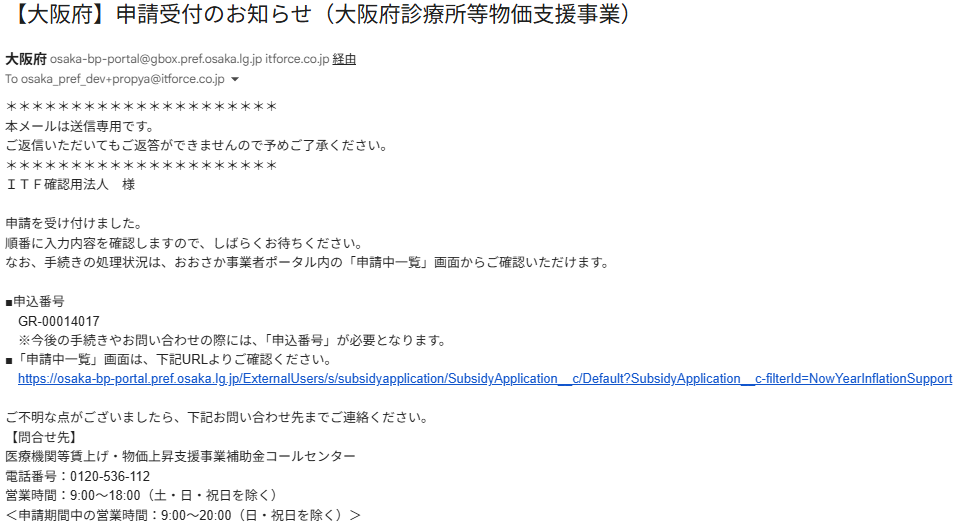 【大阪府】申請受付のお知らせ（大阪府診療所等物価支援事業）
大阪府 osaka-bp-portal@gbox.pref.osaka.lg.jp itforce.co.jp 経由
To osaka_pref_dev+propya@itforce.co.jp
＊＊＊＊＊＊＊＊＊＊＊＊＊＊＊＊＊＊＊＊＊
本メールは送信専用です。
ご返信いただいてもご返答ができませんので予めご了承ください。
＊＊＊＊＊＊＊＊＊＊＊＊＊＊＊＊＊＊＊＊＊
ＩＴＦ確認用法人　様
申請を受け付けました。
順番に入力内容を確認しますので、しばらくお待ちください。
なお、手続きの処理状況は、おおさか事業者ポータル内の「申請中一覧」画面からご確認いただけます。
■申込番号
GR-00014017
※今後の手続きやお問い合わせの際には、「申込番号」が必要となります。
■「申請中一覧」画面は、下記URLよりご確認ください。
https://osaka-bp-portal.pref.osaka.lg.jp/ExternalUsers/s/subsidyapplication/SubsidyApplication__c/Default?SubsidyApplication__c-filterId=NowYearInflationSupport
ご不明な点がございましたら、下記お問い合わせ先までご連絡ください。
【問合せ先】
医療機関等賃上げ・物価上昇支援事業補助金コールセンター
電話番号：0120-536-112
営業時間：9:00～18:00（土・日・祝日を除く）
＜申請期間中の営業時間：9:00～20:00（日・祝日を除く）＞